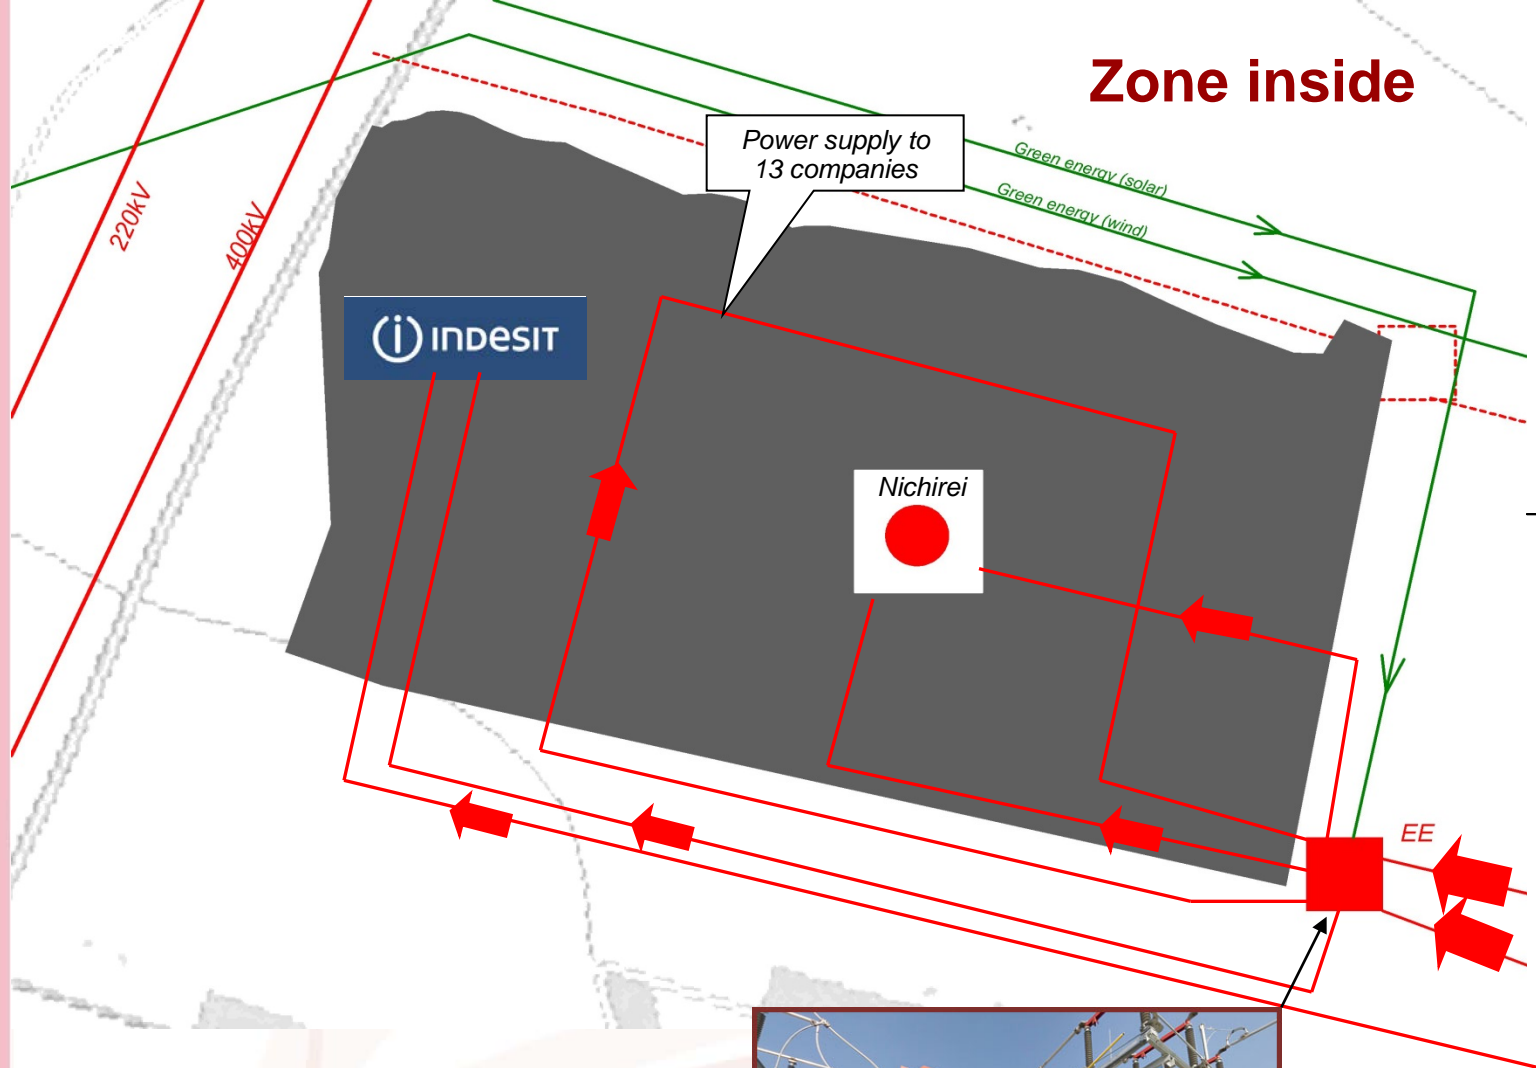 Zone inside
Power supply to
13 companies
Green energy (solar)
Green energy (wind)
220kV
400kV
INDESIT
Nichirei
EE